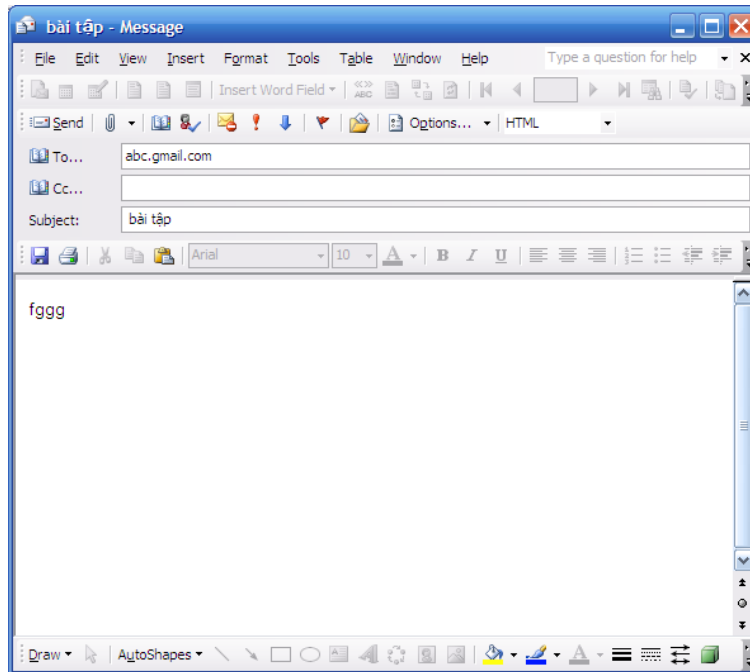 bài tập - Message
File Edit View Insert Format Tools Table Window Help Type a question for help
Insert Word Field ABC
Send Options... HTML
To... abc.gmail.com
Cc...
Subject: bài tập
Arial 10 A B I U
fggg
Draw AutoShapes A A A